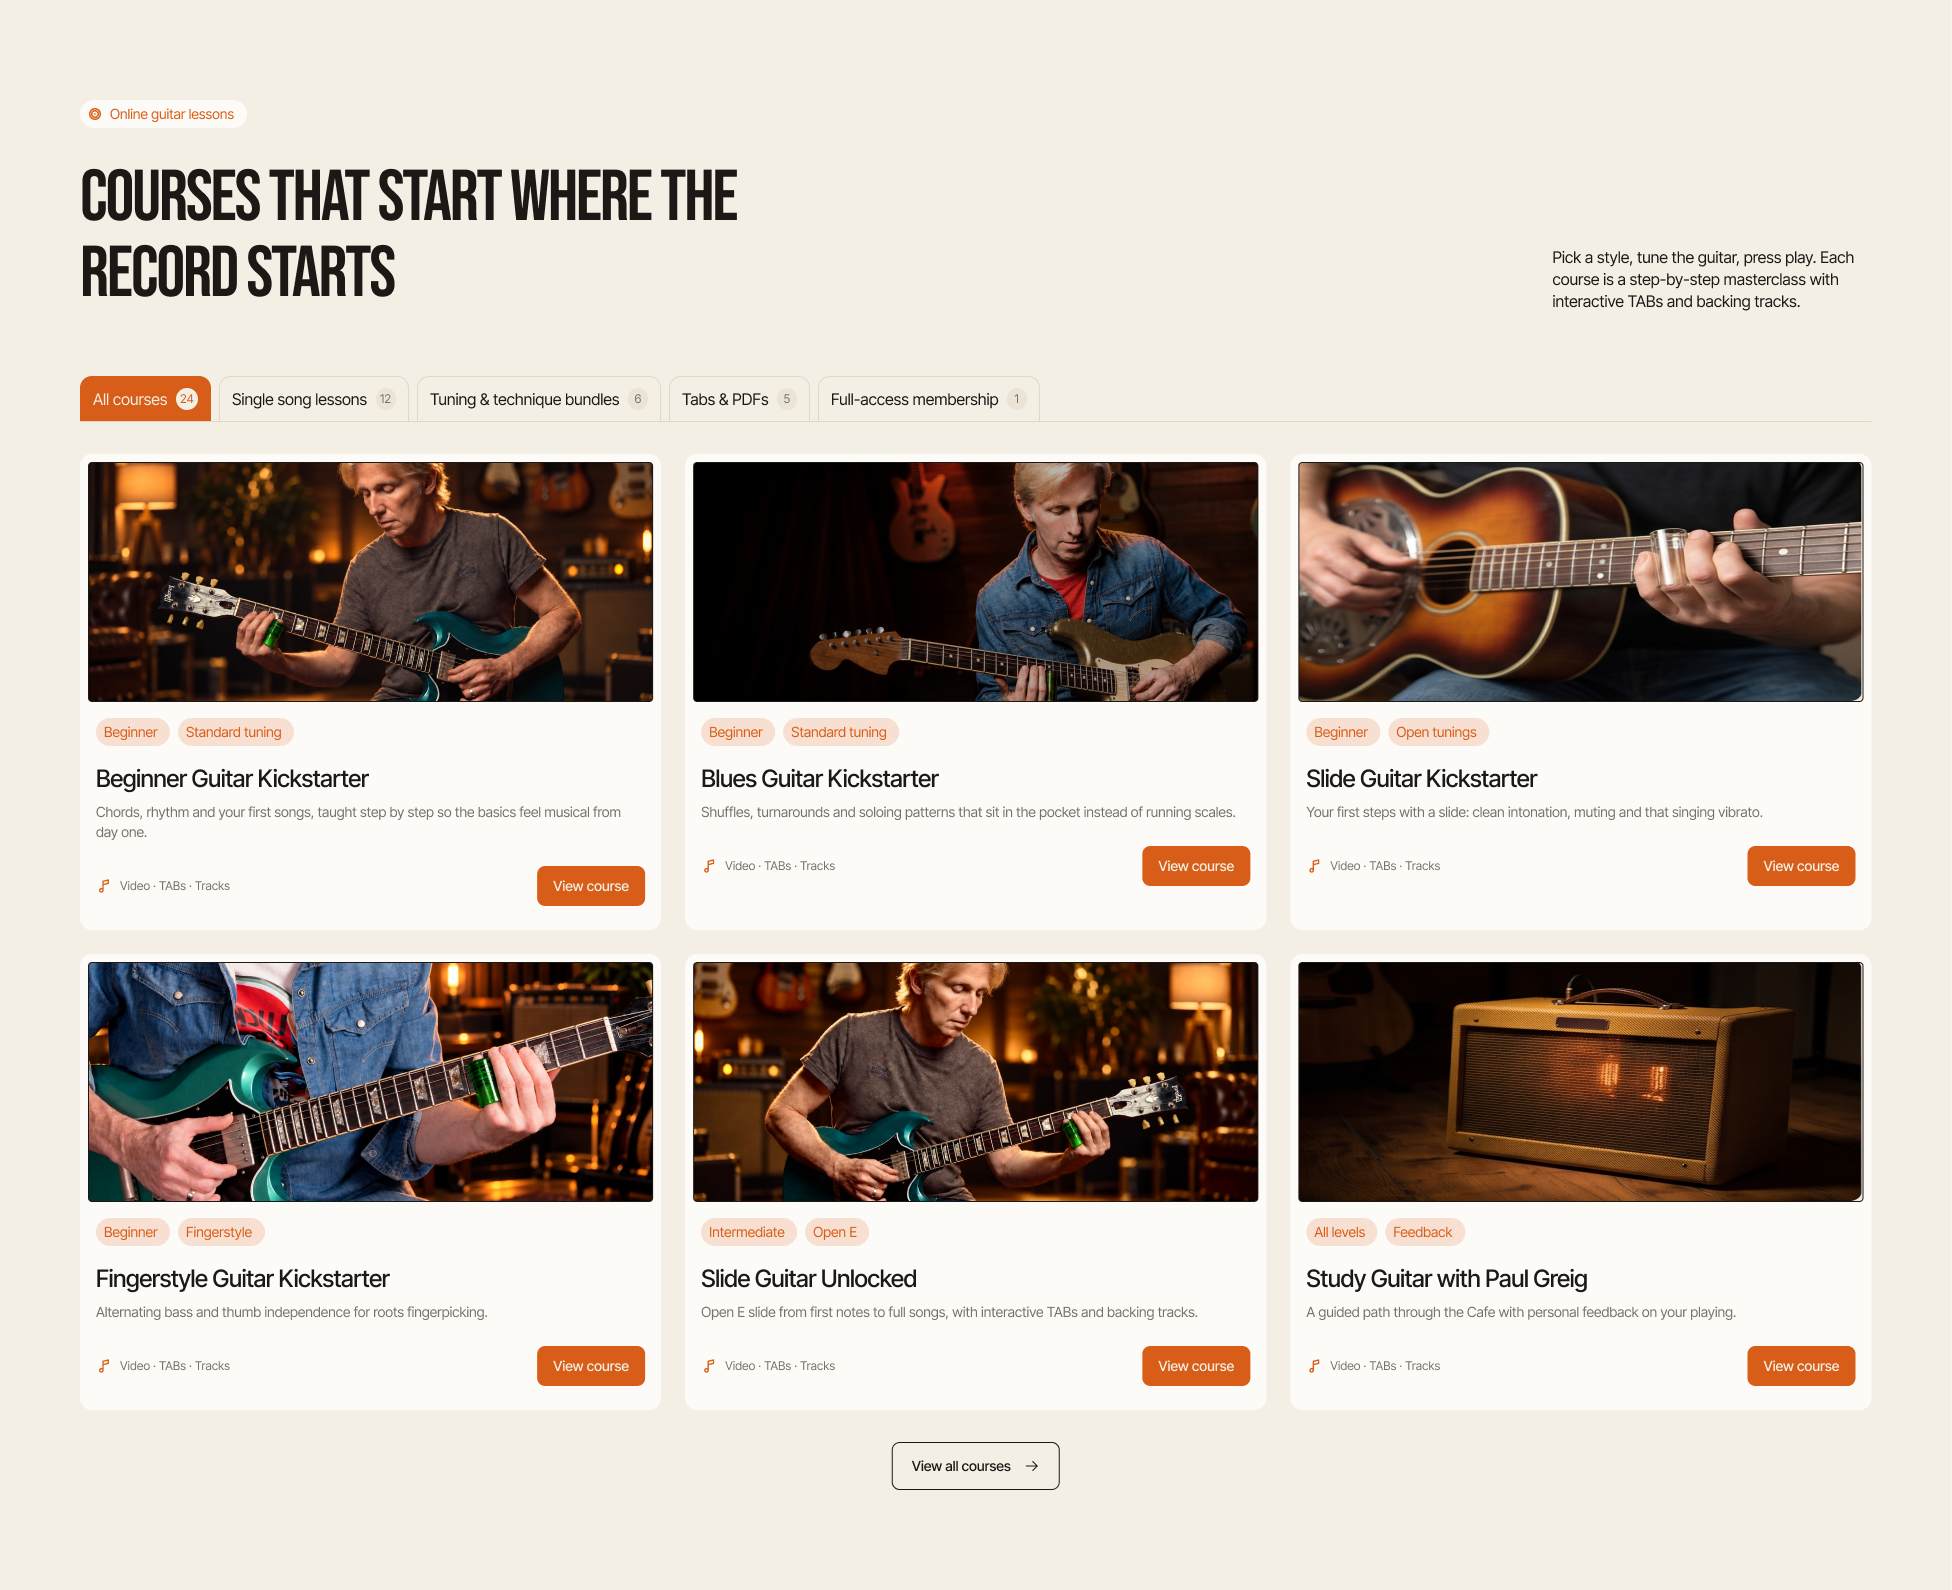 Online guitar lessons
COURSES THAT START WHERE THE
RECORD STARTS
Pick a style, tune the guitar, press play. Each
course is a step-by-step masterclass with
interactive TABs and backing tracks.
All courses 24
Single song lessons 12
Tuning & technique bundles 6
Tabs & PDFs 5
Full-access membership 1
Beginner Standard tuning
Beginner Guitar Kickstarter
Chords, rhythm and your first songs, taught step by step so the basics feel musical from
day one.
Video · TABs · Tracks
View course
Beginner Standard tuning
Blues Guitar Kickstarter
Shuffles, turnarounds and soloing patterns that sit in the pocket instead of running scales.
Video · TABs · Tracks
View course
Beginner Open tunings
Slide Guitar Kickstarter
Your first steps with a slide: clean intonation, muting and that singing vibrato.
Video · TABs · Tracks
View course
Beginner Fingerstyle
Fingerstyle Guitar Kickstarter
Alternating bass and thumb independence for roots fingerpicking.
Video · TABs · Tracks
View course
Intermediate Open E
Slide Guitar Unlocked
Open E slide from first notes to full songs, with interactive TABs and backing tracks.
Video · TABs · Tracks
View course
All levels Feedback
Study Guitar with Paul Greig
A guided path through the Cafe with personal feedback on your playing.
Video · TABs · Tracks
View course
View all courses